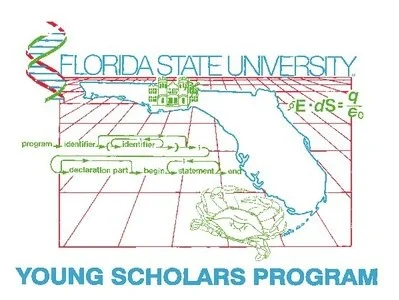 FLORIDA STATE UNIVERSITY
∮E·dS= q/ε₀
program identifier ( identifier ) ;
declaration part begin statement end
YOUNG SCHOLARS PROGRAM